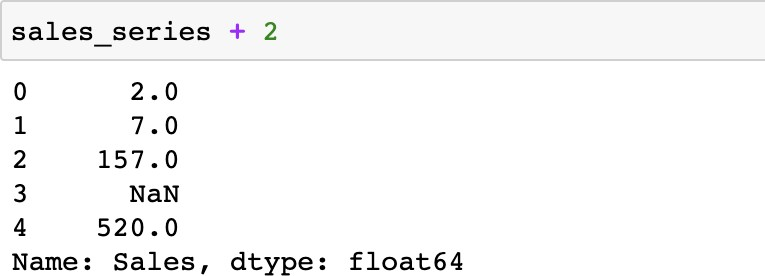 sales_series + 2
0 2.0
1 7.0
2 157.0
3 NaN
4 520.0
Name: Sales, dtype: float64